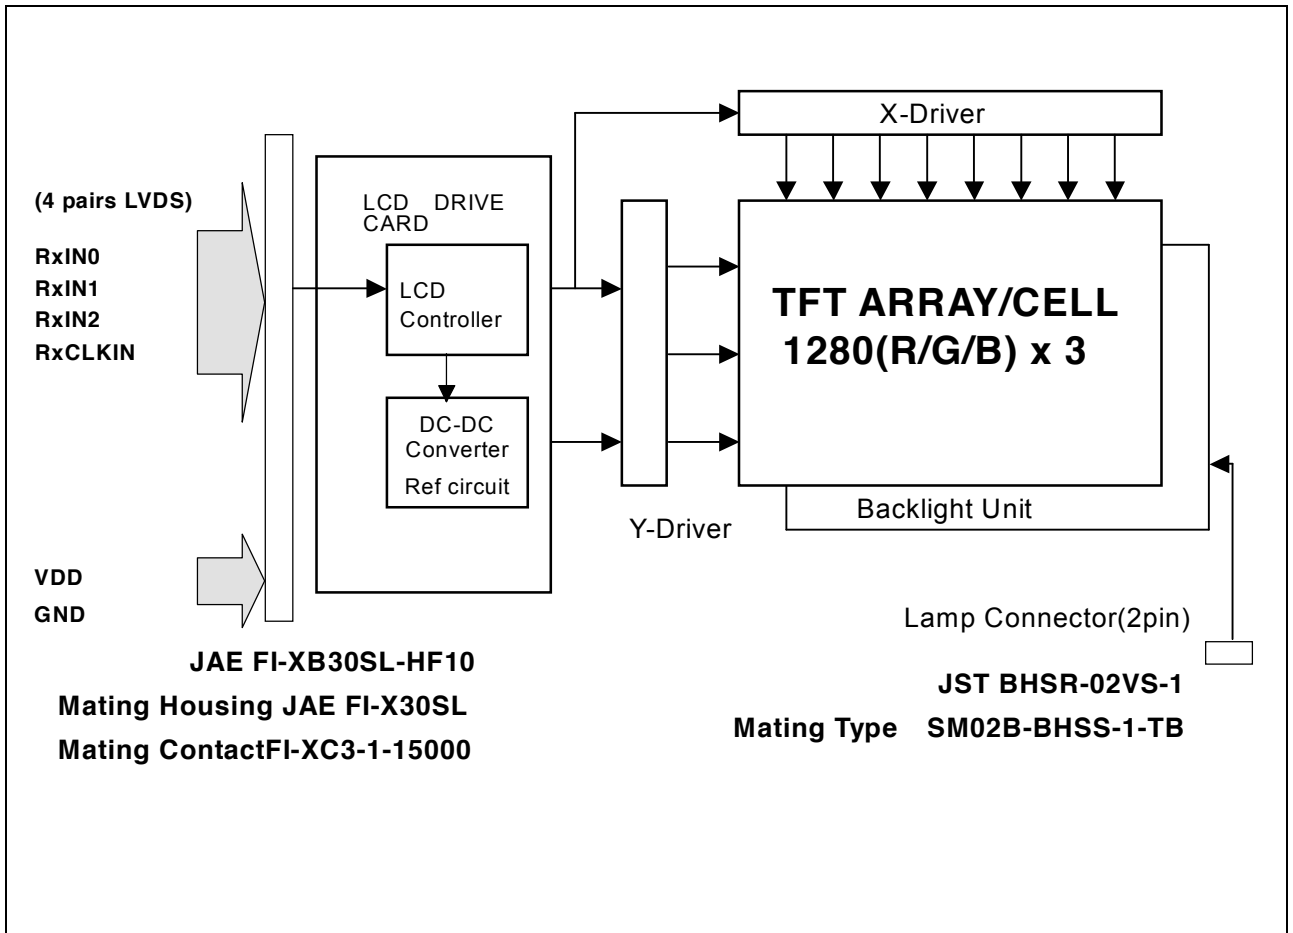 X-Driver
(4 pairs LVDS)
RxIN0
RxIN1
RxIN2
RxCLKIN
LCD DRIVE
CARD
LCD
Controller
DC-DC
Converter
Ref circuit
TFT ARRAY/CELL
1280(R/G/B) x 3
Backlight Unit
Y-Driver
VDD
GND
Lamp Connector(2pin)
JAE FI-XB30SL-HF10
Mating Housing JAE FI-X30SL
Mating ContactFI-XC3-1-15000
JST BHSR-02VS-1
Mating Type SM02B-BHSS-1-TB